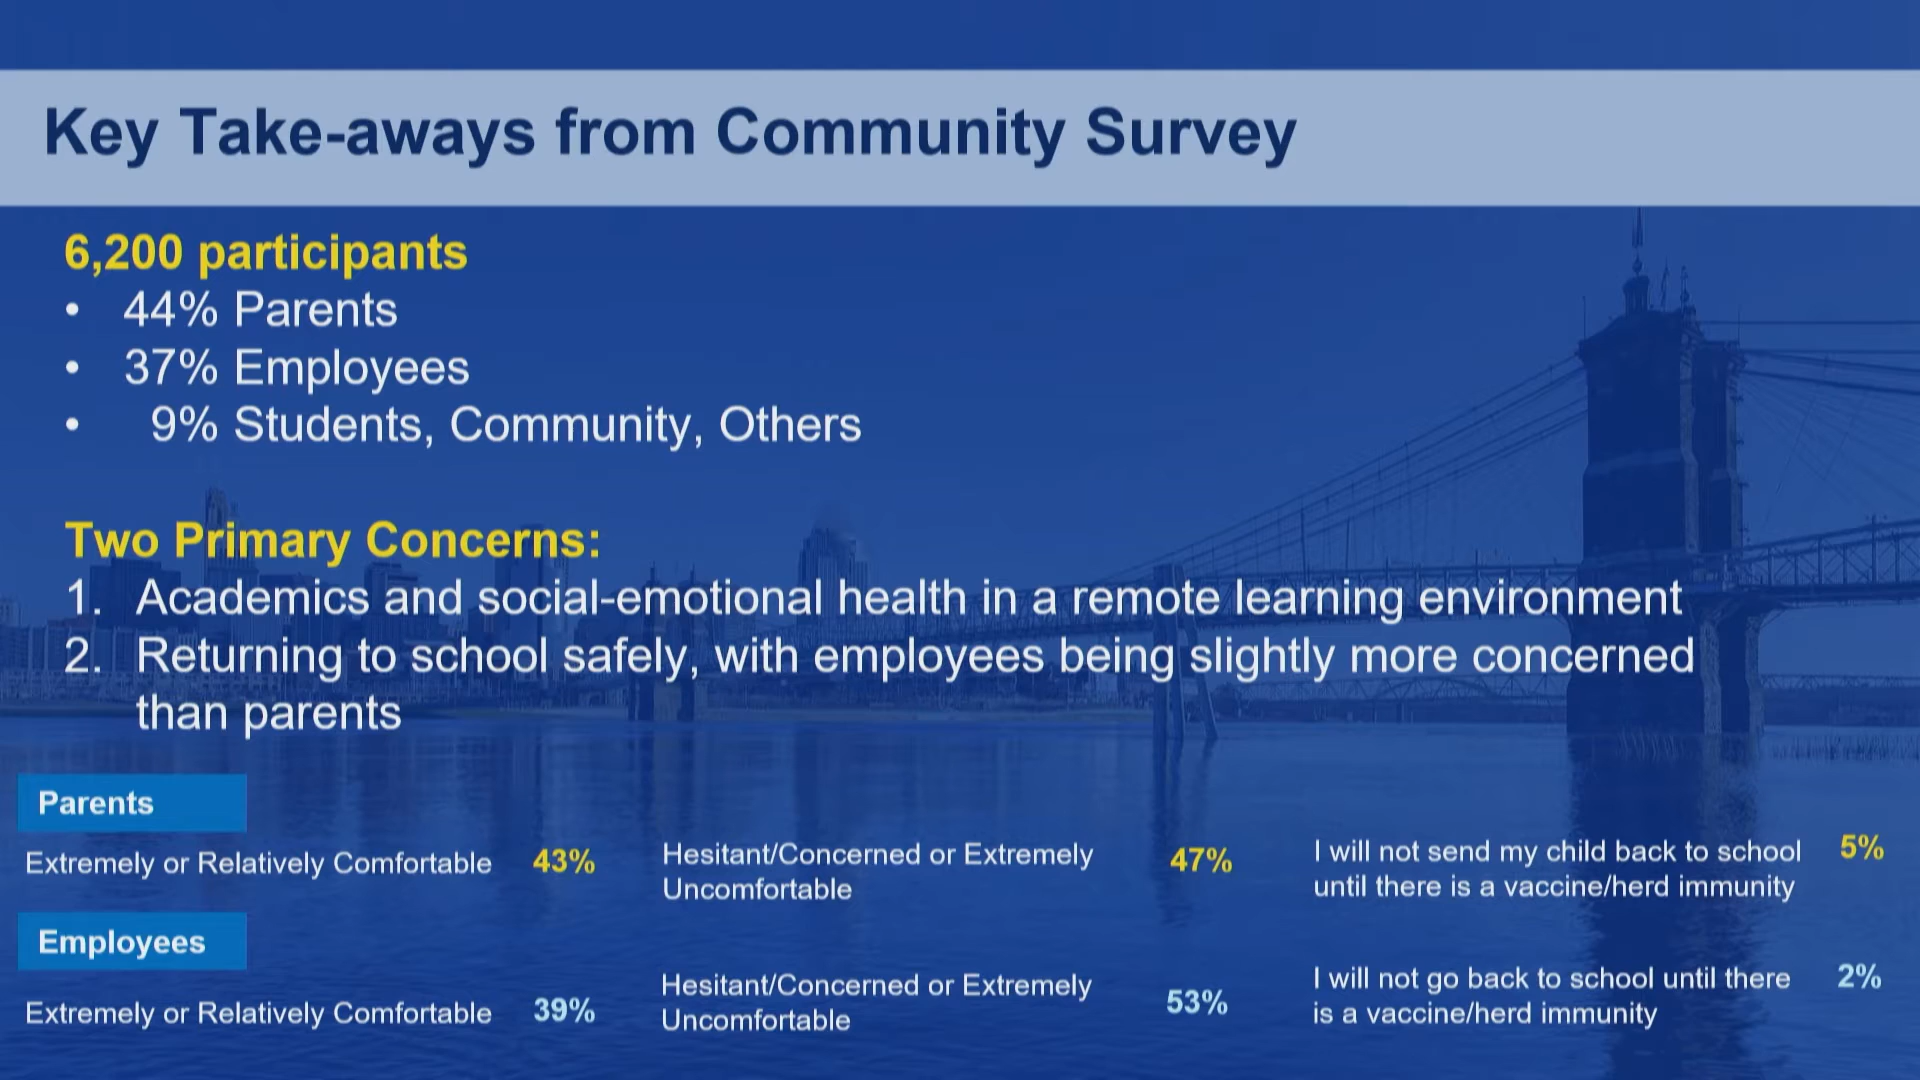 Key Take-aways from Community Survey
6,200 participants
• 44% Parents
• 37% Employees
• 9% Students, Community, Others
Two Primary Concerns:
1. Academics and social-emotional health in a remote learning environment
2. Returning to school safely, with employees being slightly more concerned
than parents
Parents
Extremely or Relatively Comfortable 43%
Hesitant/Concerned or Extremely
Uncomfortable 47%
I will not send my child back to school
until there is a vaccine/herd immunity 5%
Employees
Extremely or Relatively Comfortable 39%
Hesitant/Concerned or Extremely
Uncomfortable 53%
I will not go back to school until there
is a vaccine/herd immunity 2%